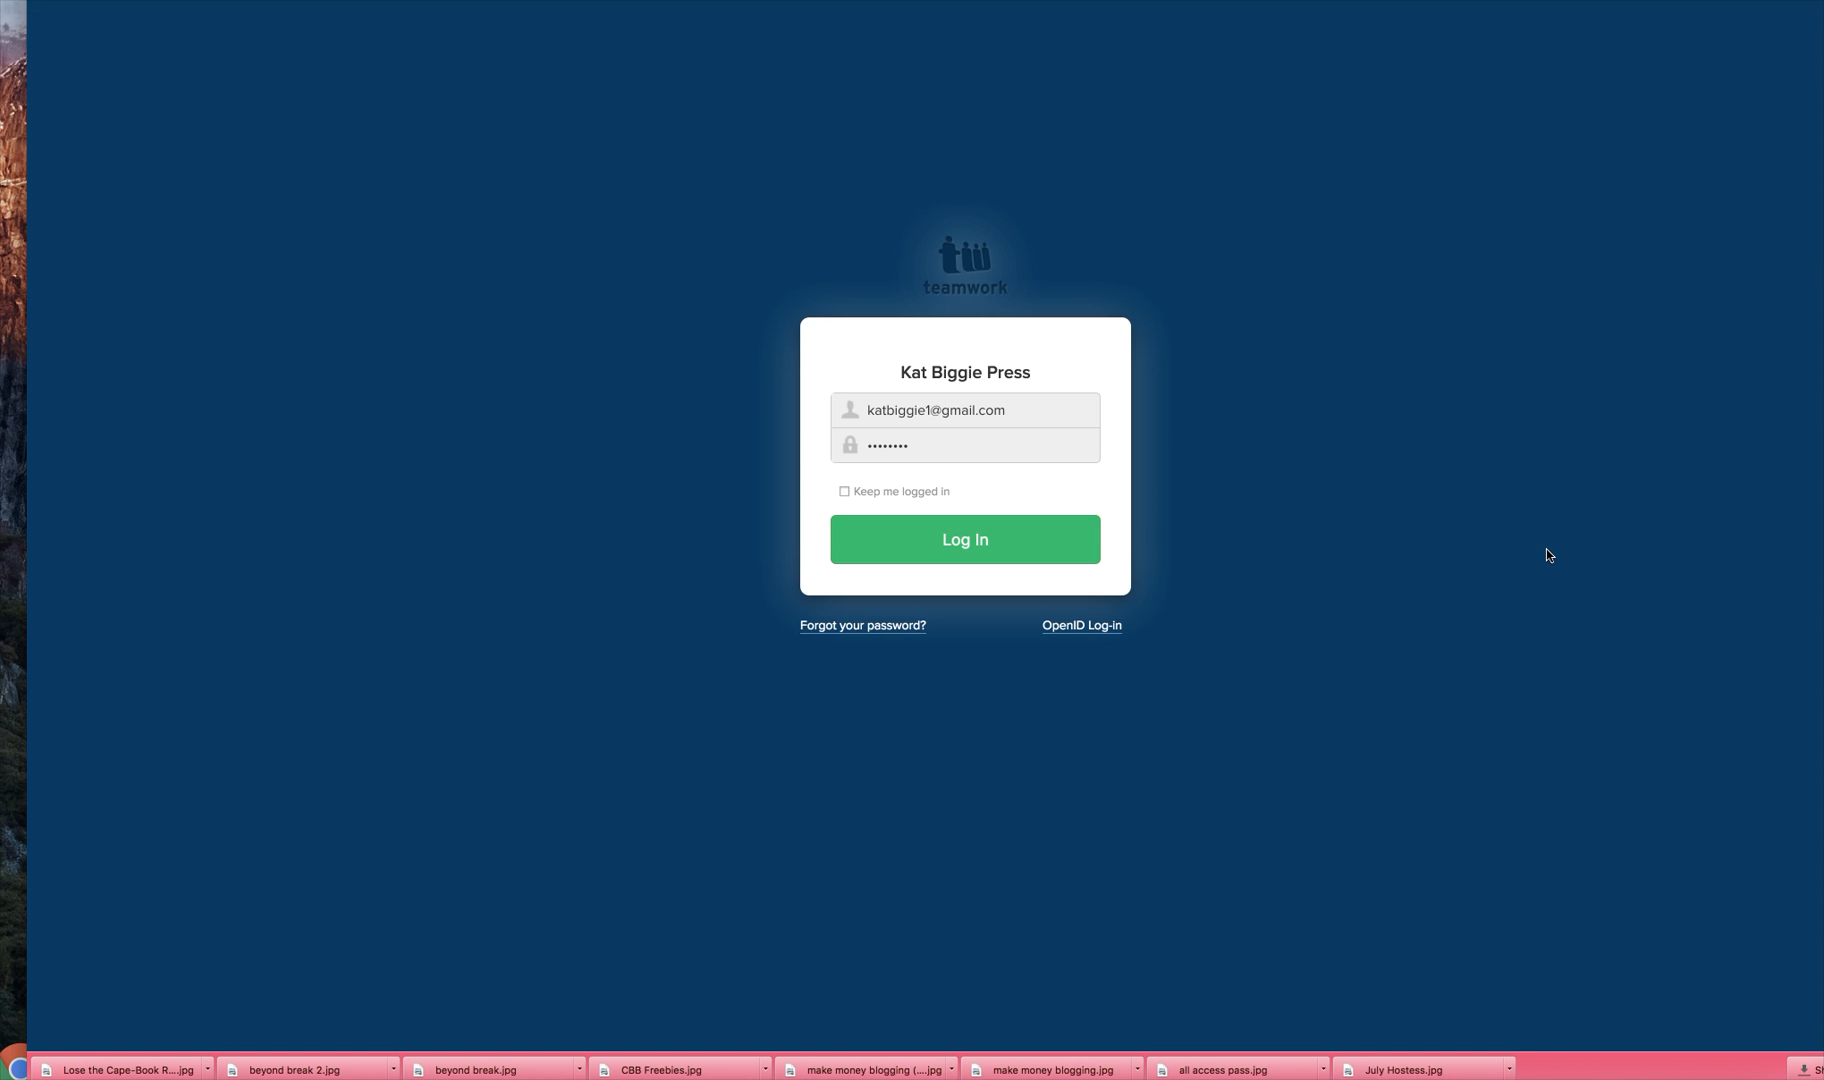 teamwork
Kat Biggie Press
katbiggie1@gmail.com
••••••••
Keep me logged in
Log In
Forgot your password?
OpenID Log-in
Lose the Cape-Book R....jpg
beyond break 2.jpg
beyond break.jpg
CBB Freebies.jpg
make money blogging (....jpg
make money blogging.jpg
all access pass.jpg
July Hostess.jpg